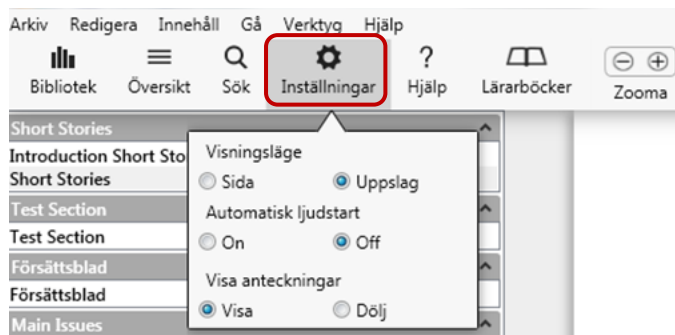 Arkiv Redigera Innehåll Gå Verktyg Hjälp
Bibliotek Översikt Sök Inställningar ? Hjälp Lärarböcker Zooma
Short Stories
Introduction Short Sto
Short Stories
Test Section
Test Section
Försättsblad
Försättsblad
Main Issues
Visningsläge
Sida Uppslag
Automatisk ljudstart
On Off
Visa anteckningar
Visa Dölj